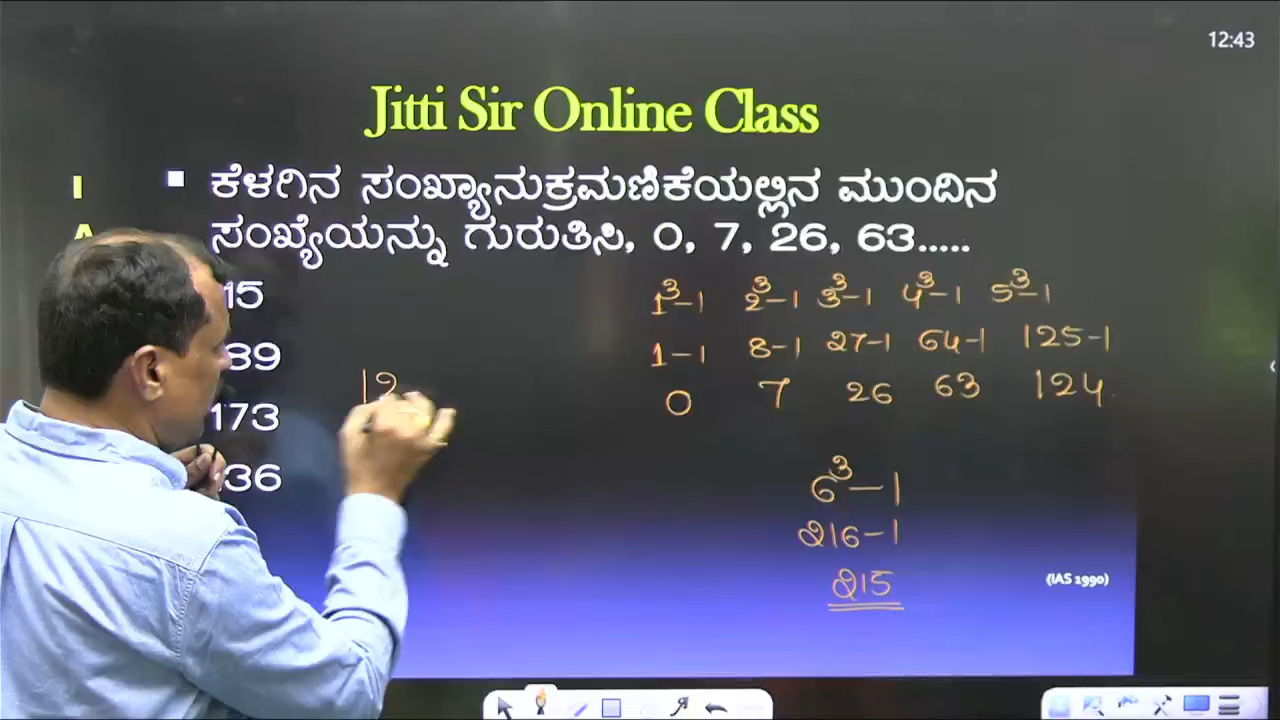 12:43
Jitti Sir Online Class
I
▪ ಕೆಳಗಿನ ಸಂಖ್ಯಾನುಕ್ರಮಣಿಕೆಯಲ್ಲಿನ ಮುಂದಿನ
ಸಂಖ್ಯೆಯನ್ನು ಗುರುತಿಸಿ, 0, 7, 26, 63.....
15
1³-1 2³-1 3³-1 4³-1 5³-1
1-1 8-1 27-1 64-1 125-1
39
12
0 7 26 63 124
173
36
6³-1
216-1
215
(IAS 1990)